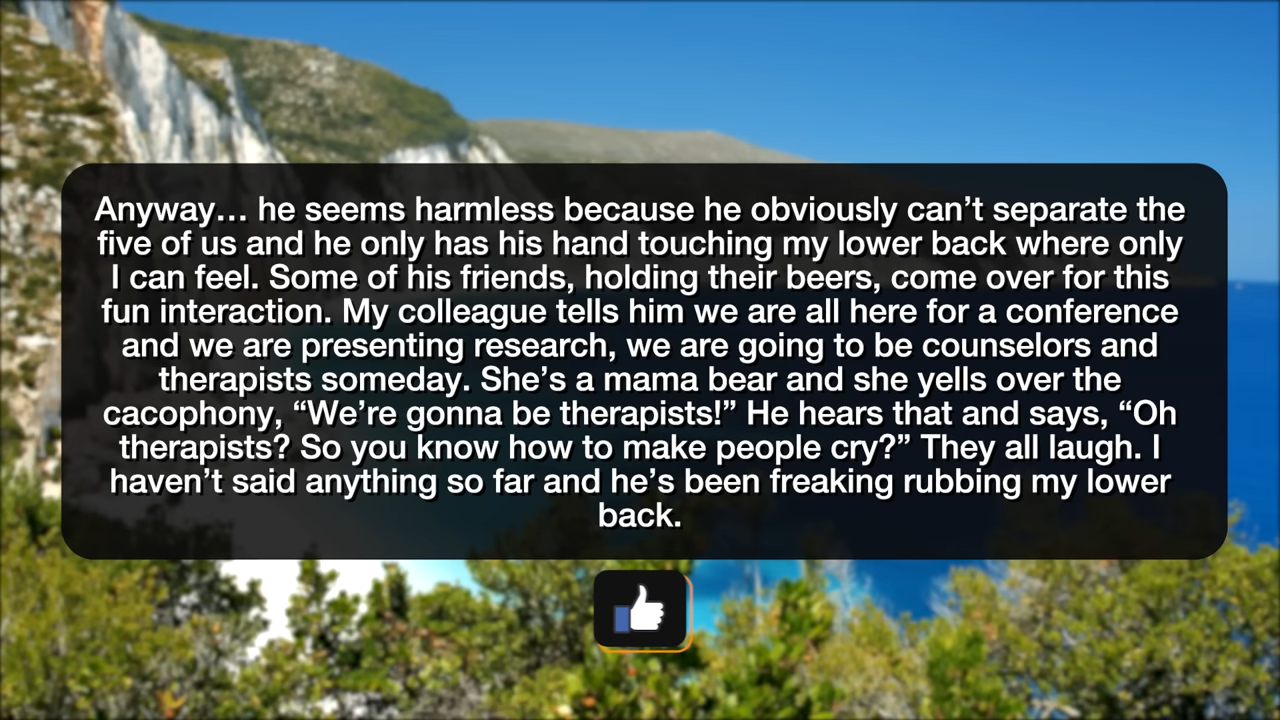 Anyway… he seems harmless because he obviously can’t separate the
five of us and he only has his hand touching my lower back where only
I can feel. Some of his friends, holding their beers, come over for this
fun interaction. My colleague tells him we are all here for a conference
and we are presenting research, we are going to be counselors and
therapists someday. She’s a mama bear and she yells over the
cacophony, “We’re gonna be therapists!” He hears that and says, “Oh
therapists? So you know how to make people cry?” They all laugh. I
haven’t said anything so far and he’s been freaking rubbing my lower
back.